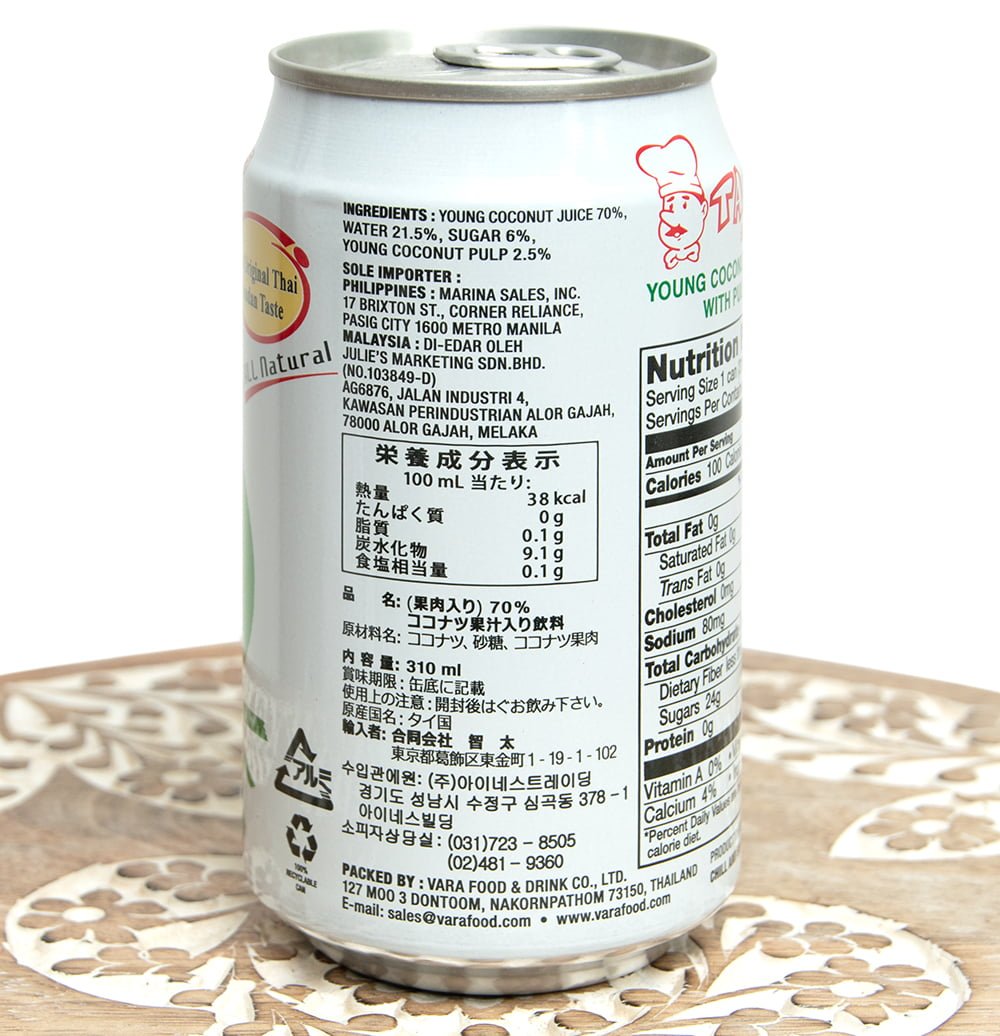 Original Thai
Taste
ALL Natural
INGREDIENTS : YOUNG COCONUT JUICE 70%,
WATER 21.5%, SUGAR 6%,
YOUNG COCONUT PULP 2.5%
SOLE IMPORTER :
PHILIPPINES : MARINA SALES, INC.
17 BRIXTON ST., CORNER RELIANCE,
PASIG CITY 1600 METRO MANILA
MALAYSIA : DI-EDAR OLEH
JULIE'S MARKETING SDN.BHD.
(NO.103849-D)
AG6876, JALAN INDUSTRI 4,
KAWASAN PERINDUSTRIAN ALOR GAJAH,
78000 ALOR GAJAH, MELAKA
栄養成分表示
100 mL 当たり:
熱量 38 kcal
たんぱく質 0 g
脂質 0.1 g
炭水化物 9.1 g
食塩相当量 0.1 g
品 名: (果肉入り) 70%
ココナツ果汁入り飲料
原材料名: ココナツ、砂糖、ココナツ果肉
内 容 量: 310 ml
賞味期限 : 缶底に記載
使用上の注意 : 開封後はぐお飲み下さい。
原産国名 : タイ国
輸入者: 合同会社 智 太
東京都葛飾区東金町1 - 19 - 1 - 102
수입관에원: (주)아이네스트레이딩
경기도 성남시 수정구 심곡동 378 - 1
아이네스빌딩
소피자상당실 : (031)723 – 8505
(02)481 – 9360
PACKED BY : VARA FOOD & DRINK CO., LTD.
127 MOO 3 DONTOOM, NAKORNPATHOM 73150, THAILAND
E-mail: sales@varafood.com • www.varafood.com
アルミ
100%
RECYCLABLE
CAN
YOUNG
WITH
Nutrition
Serving Size 1 can
Servings Per
Amount Per Serving
Calories 100
Total Fat 0g
Saturated Fat 0g
Trans Fat 0g
Cholesterol 0mg
Sodium 80mg
Total
Dietary Fiber less
Sugars 24g
Protein 0g
Vitamin A 0%
Calcium 4%
*Percent Daily Values
calorie diet.